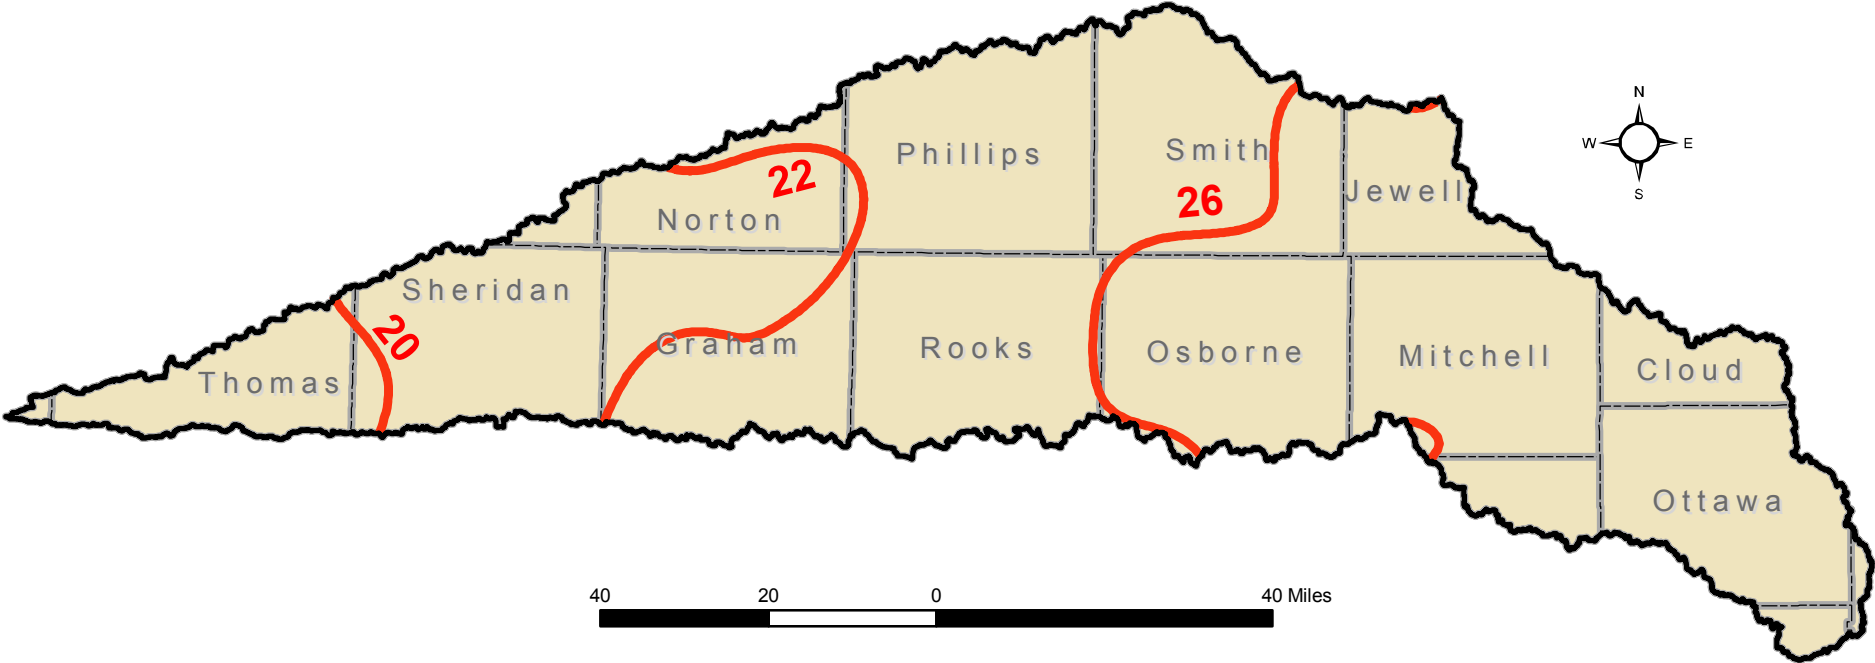 N
W E
S
Phillips
Smith
22
26
Jewell
Norton
Sheridan
20
Graham
Rooks
Osborne
Mitchell
Cloud
Thomas
Ottawa
40 20 0 40 Miles